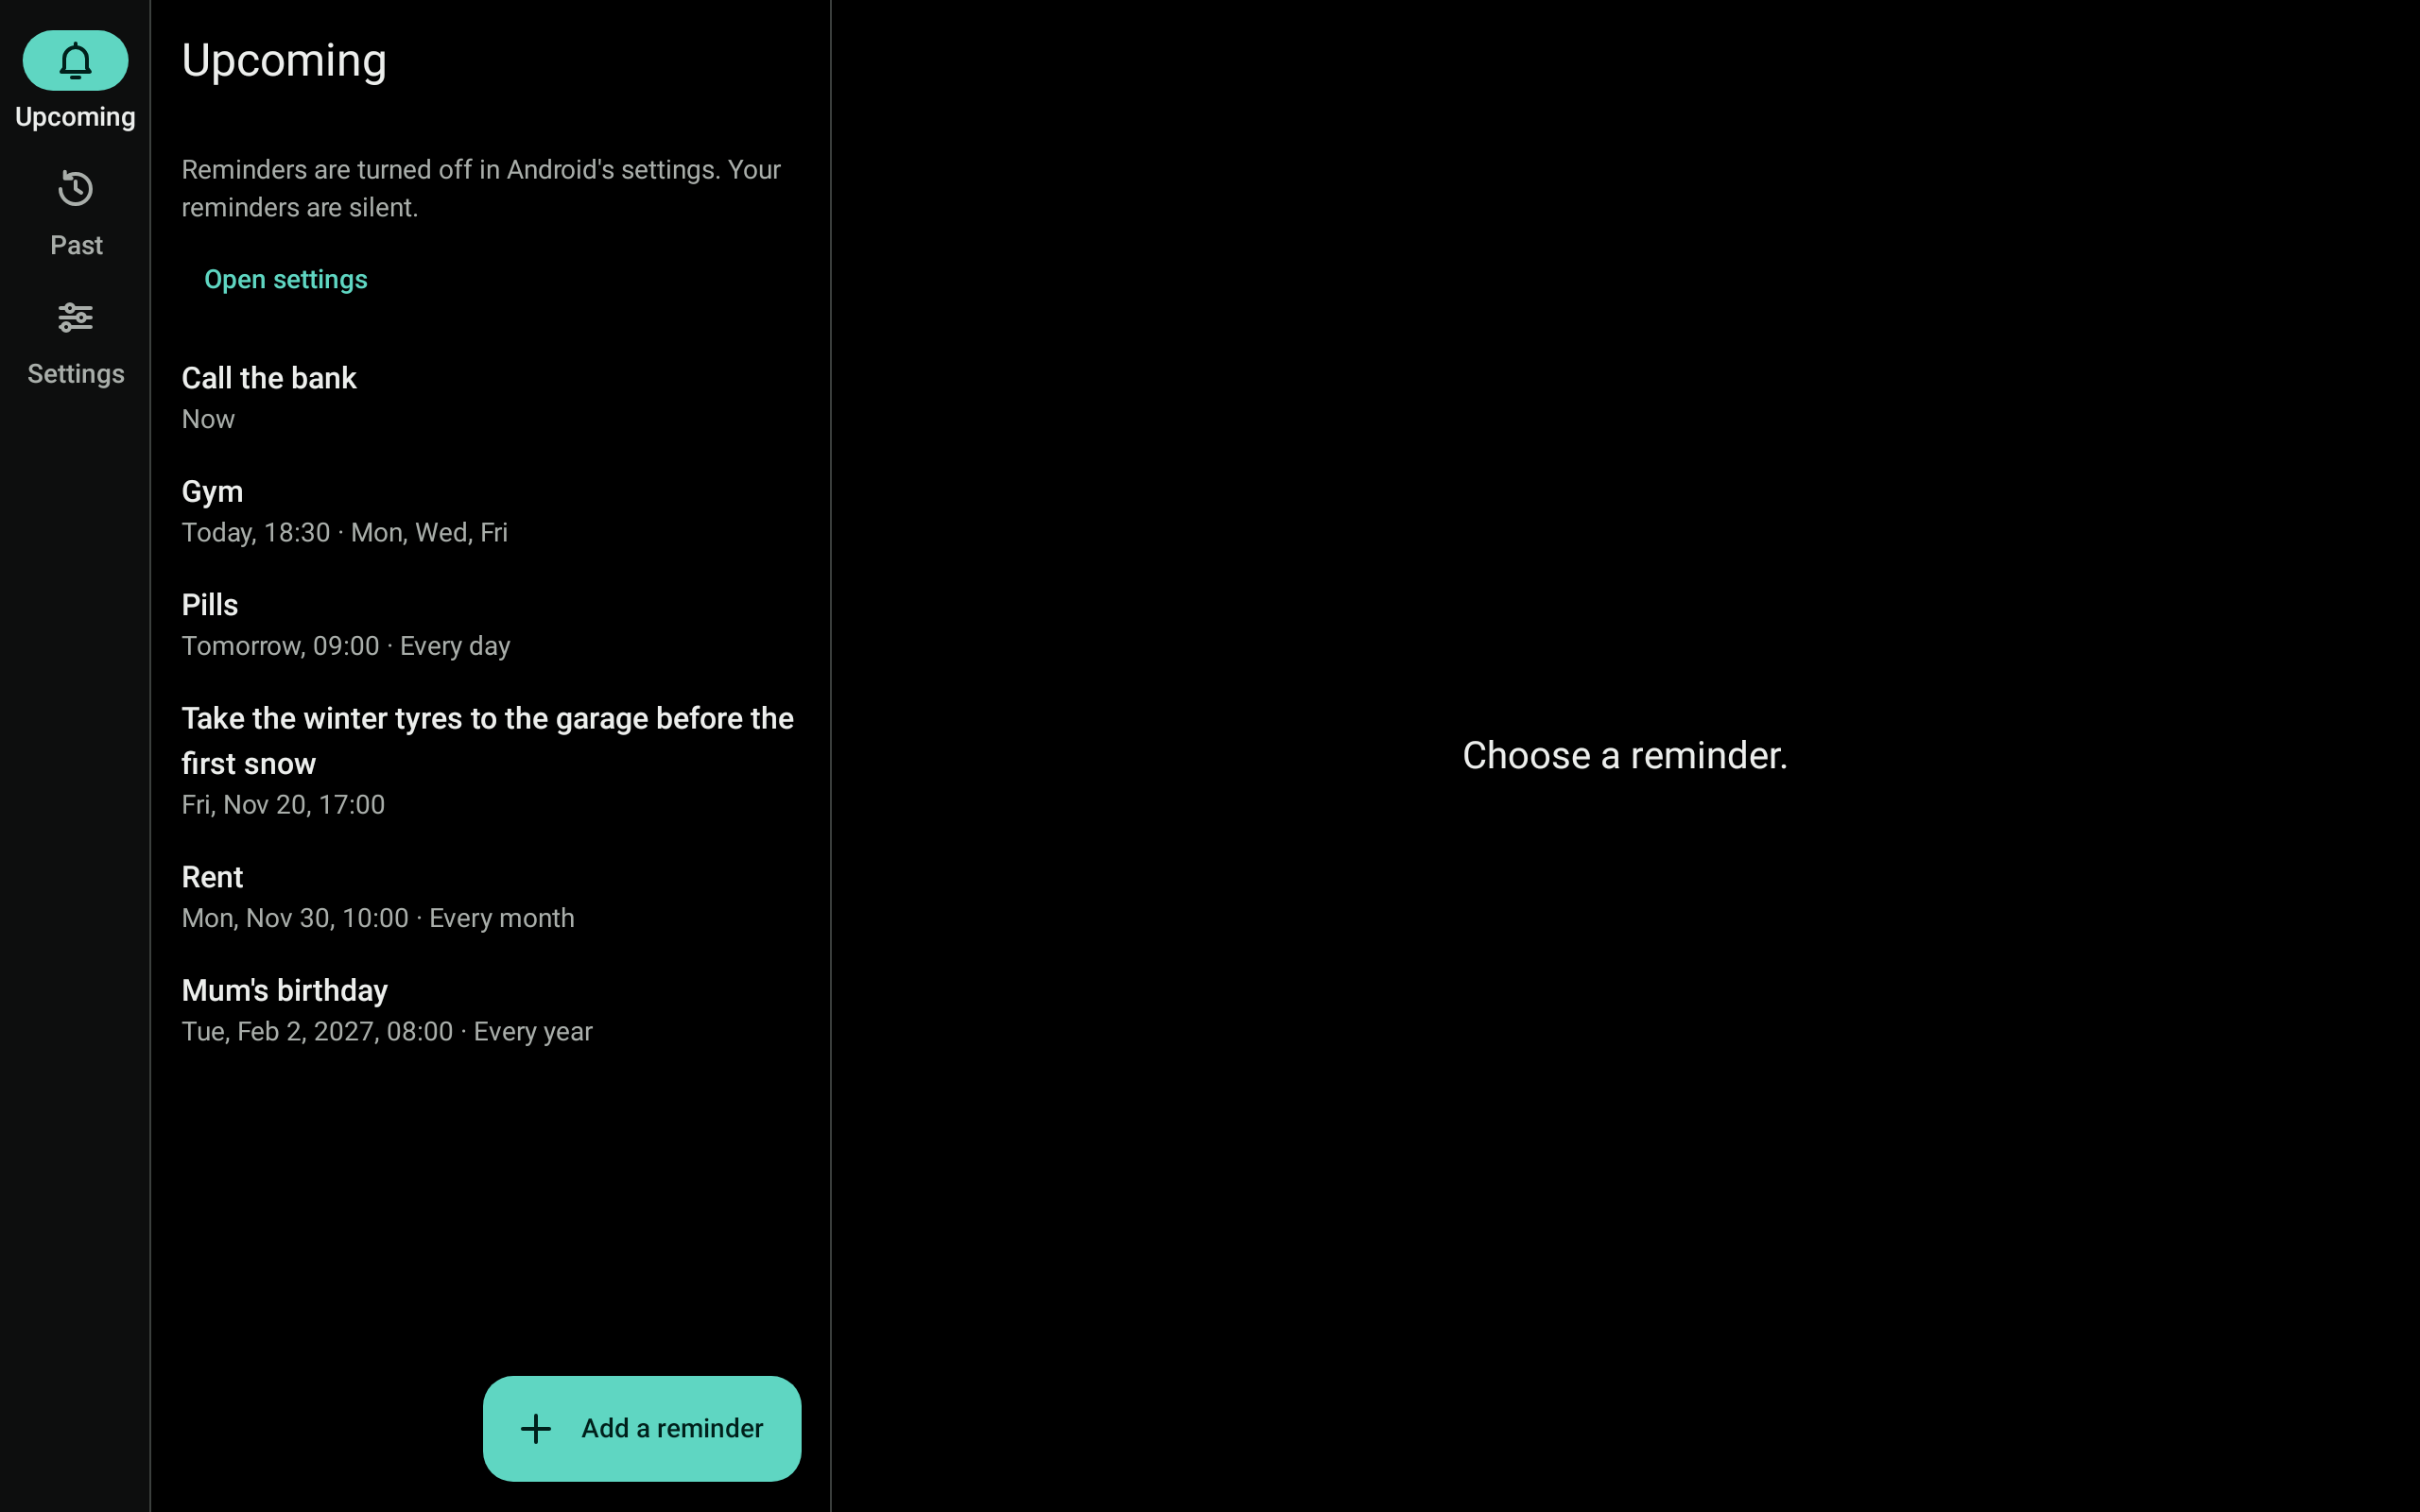 Upcoming
Past
Settings
Upcoming
Reminders are turned off in Android's settings. Your
reminders are silent.
Open settings
Call the bank
Now
Gym
Today, 18:30 · Mon, Wed, Fri
Pills
Tomorrow, 09:00 · Every day
Take the winter tyres to the garage before the
first snow
Fri, Nov 20, 17:00
Rent
Mon, Nov 30, 10:00 · Every month
Mum's birthday
Tue, Feb 2, 2027, 08:00 · Every year
Add a reminder
Choose a reminder.